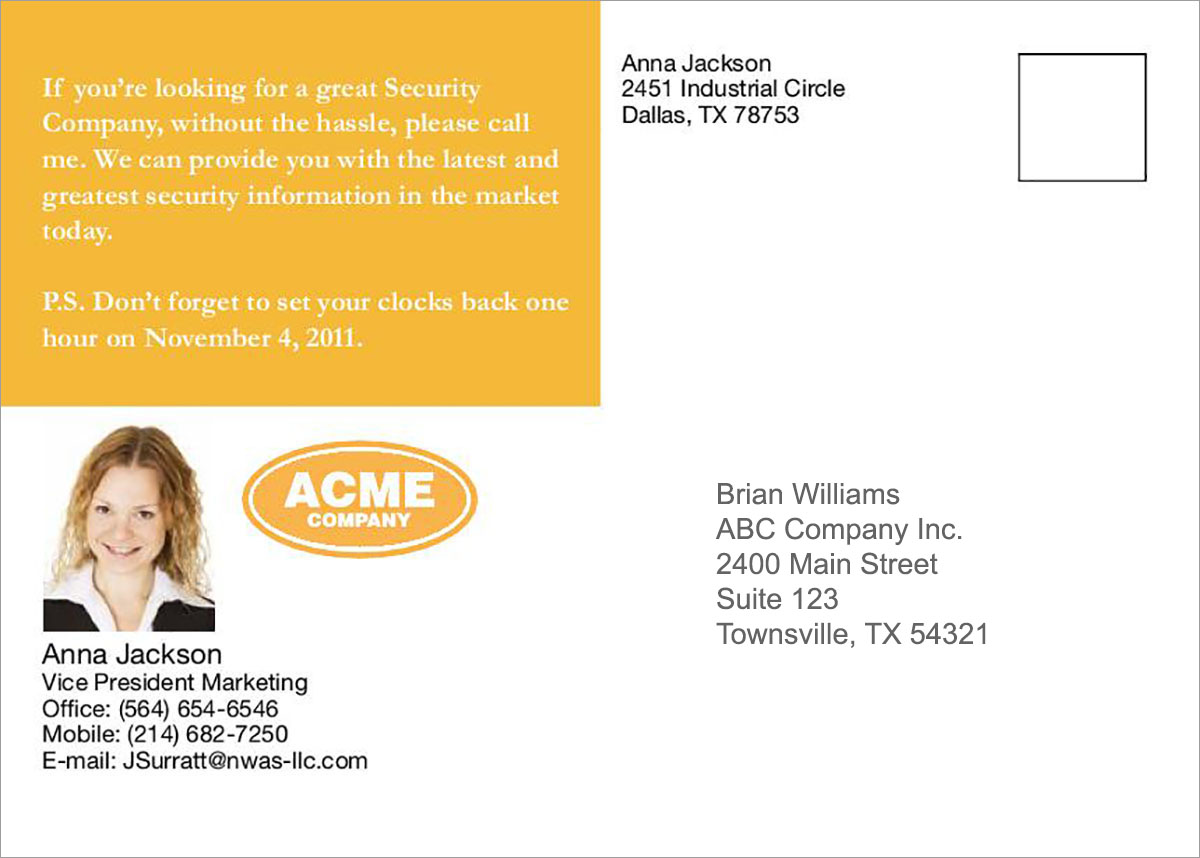 If you're looking for a great Security
Company, without the hassle, please call
me. We can provide you with the latest and
greatest security information in the market
today.
P.S. Don't forget to set your clocks back one
hour on November 4, 2011.
Anna Jackson
2451 Industrial Circle
Dallas, TX 78753
ACME
COMPANY
Anna Jackson
Vice President Marketing
Office: (564) 654-6546
Mobile: (214) 682-7250
E-mail: JSurratt@nwas-llc.com
Brian Williams
ABC Company Inc.
2400 Main Street
Suite 123
Townsville, TX 54321